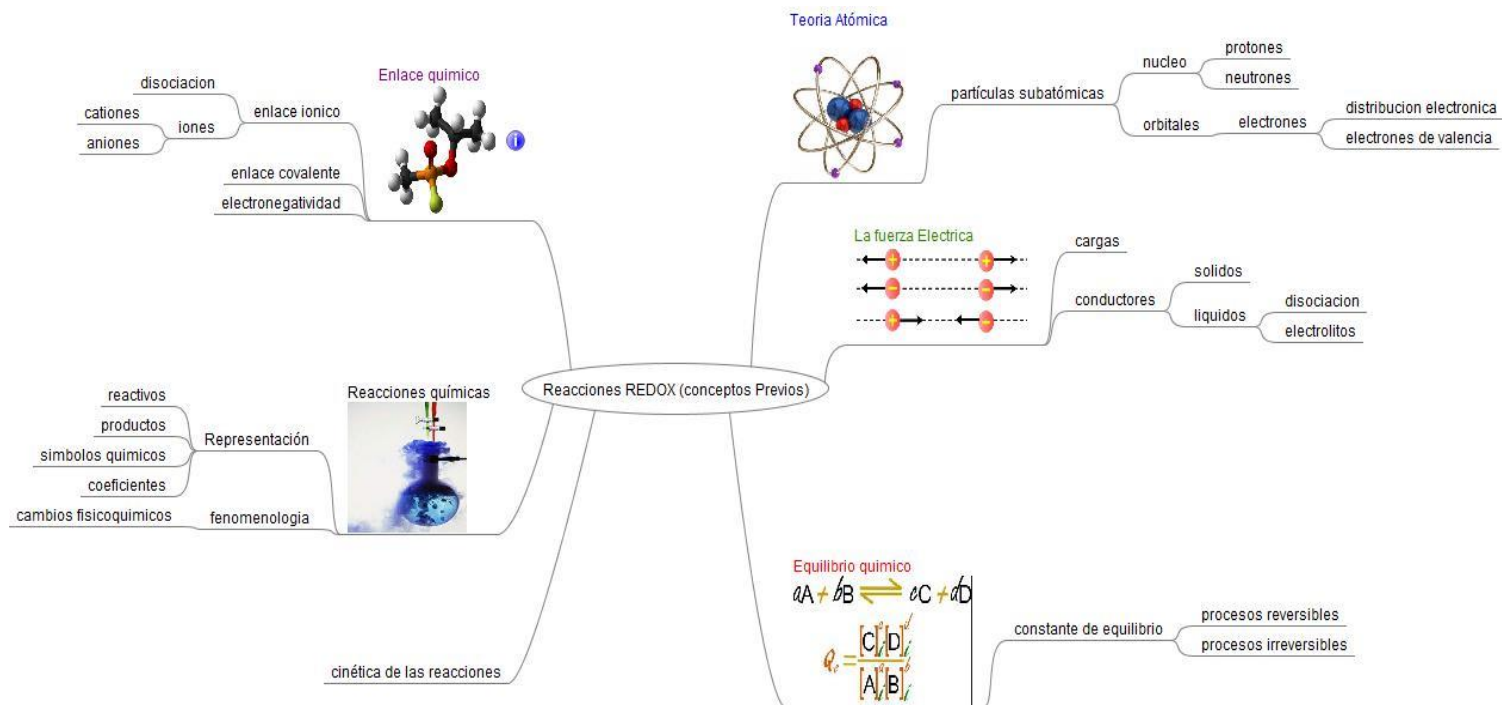 Teoria Atómica
partículas subatómicas
nucleo
protones
neutrones
orbitales
electrones
distribucion electronica
electrones de valencia
Enlace quimico
enlace ionico
disociacion
iones
cationes
aniones
enlace covalente
electronegatividad
i
La fuerza Electrica
+ +
- -
+ -
cargas
conductores
solidos
liquidos
disociacion
electrolitos
Reacciones REDOX (conceptos Previos)
Reacciones químicas
Representación
reactivos
productos
simbolos quimicos
coeficientes
fenomenologia
cambios fisicoquimicos
cinética de las reacciones
Equilibrio quimico
aA + bB ⇌ cC + dD
Qc = [C]i^c [D]i^d / [A]i^a [B]i^b
constante de equilibrio
procesos reversibles
procesos irreversibles